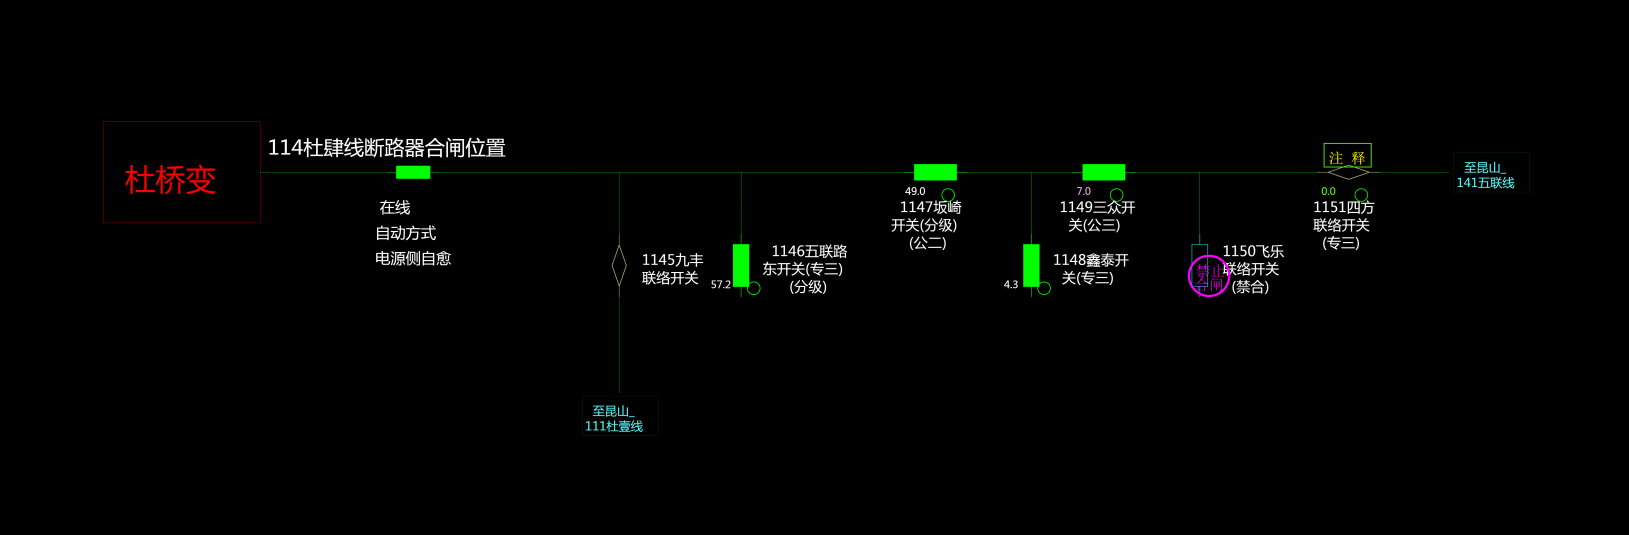 杜桥变
114杜肆线断路器合闸位置
在线
自动方式
电源侧自愈
1145九丰
联络开关
57.2
1146五联路
东开关(专三)
(分级)
49.0
1147坂崎
开关(分级)
(公二)
7.0
1149三众开
关(公三)
4.3
1148鑫泰开
关(专三)
1150飞乐
联络开关
(禁合)
禁止
合闸
注 释
0.0
1151四方
联络开关
(专三)
至昆山_
141五联线
至昆山_
111杜壹线